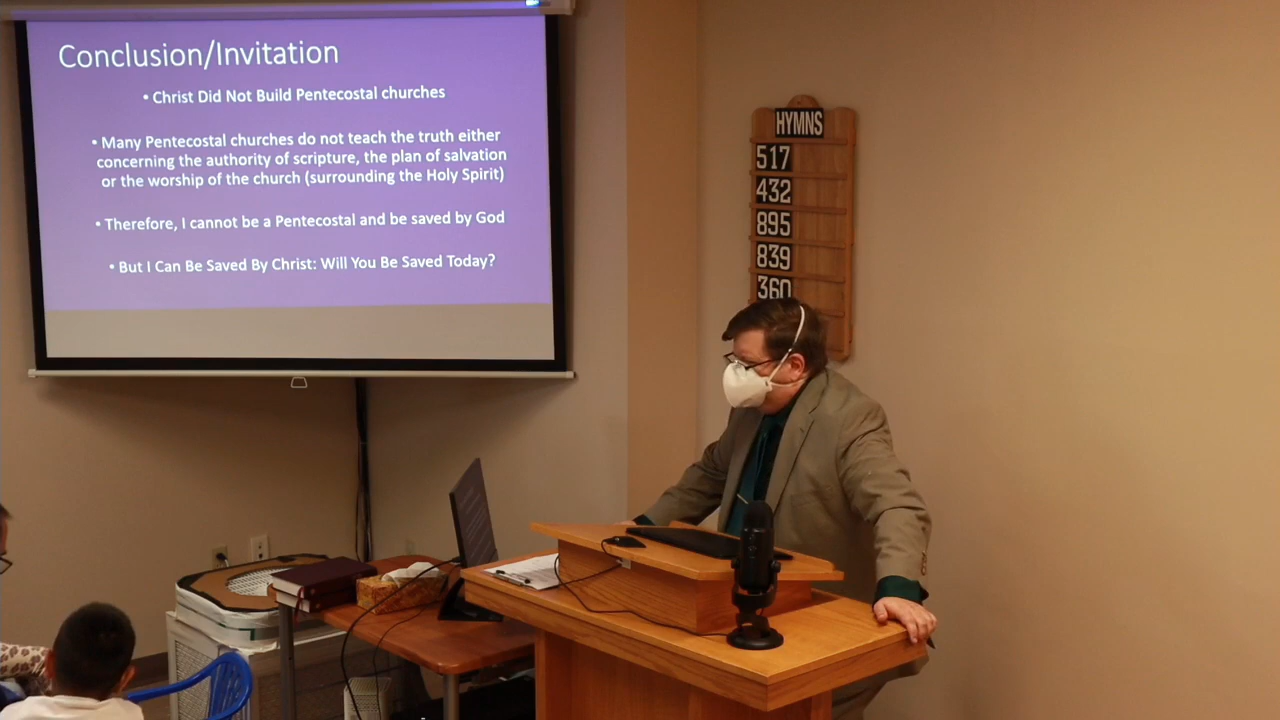 Conclusion/Invitation
• Christ Did Not Build Pentecostal churches
• Many Pentecostal churches do not teach the truth either
concerning the authority of scripture, the plan of salvation
or the worship of the church (surrounding the Holy Spirit)
• Therefore, I cannot be a Pentecostal and be saved by God
• But I Can Be Saved By Christ: Will You Be Saved Today?
HYMNS
517
432
895
839
360